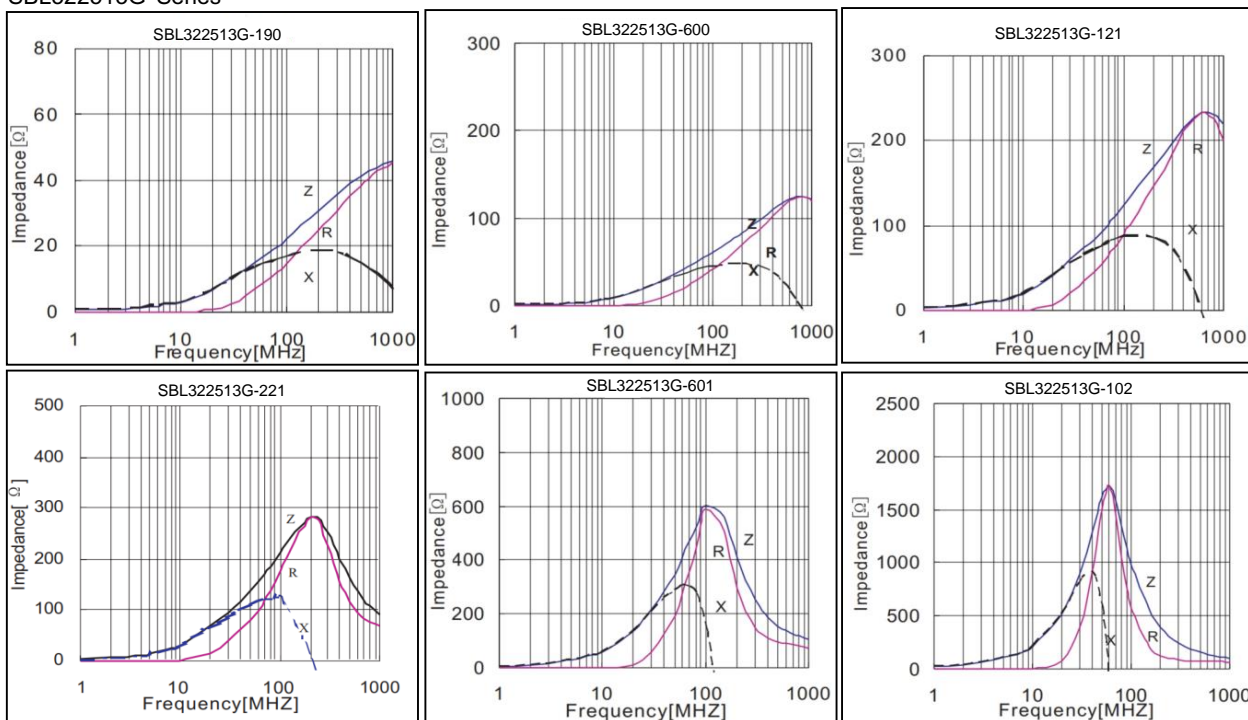 SBL322513G Series
SBL322513G-190
Impedance[Ω]
80
60
40
20
0
Z
R
X
1 10 100 1000
Frequency[MHZ]
SBL322513G-600
Impedance[Ω]
300
200
100
0
Z
R
X
1 10 100 1000
Frequency[MHZ]
SBL322513G-121
Impedance[Ω]
300
200
100
0
Z R
X
1 10 100 1000
Frequency[MHZ]
SBL322513G-221
Impedance[Ω]
500
400
300
200
100
0
Z
R
X
1 10 100 1000
Frequency[MHZ]
SBL322513G-601
Impedance[Ω]
1000
800
600
400
200
0
Z
R
X
1 10 100 1000
Frequency[MHZ]
SBL322513G-102
Impedance[Ω]
2500
2000
1500
1000
500
0
Z
X R
1 10 100 1000
Frequency[MHZ]